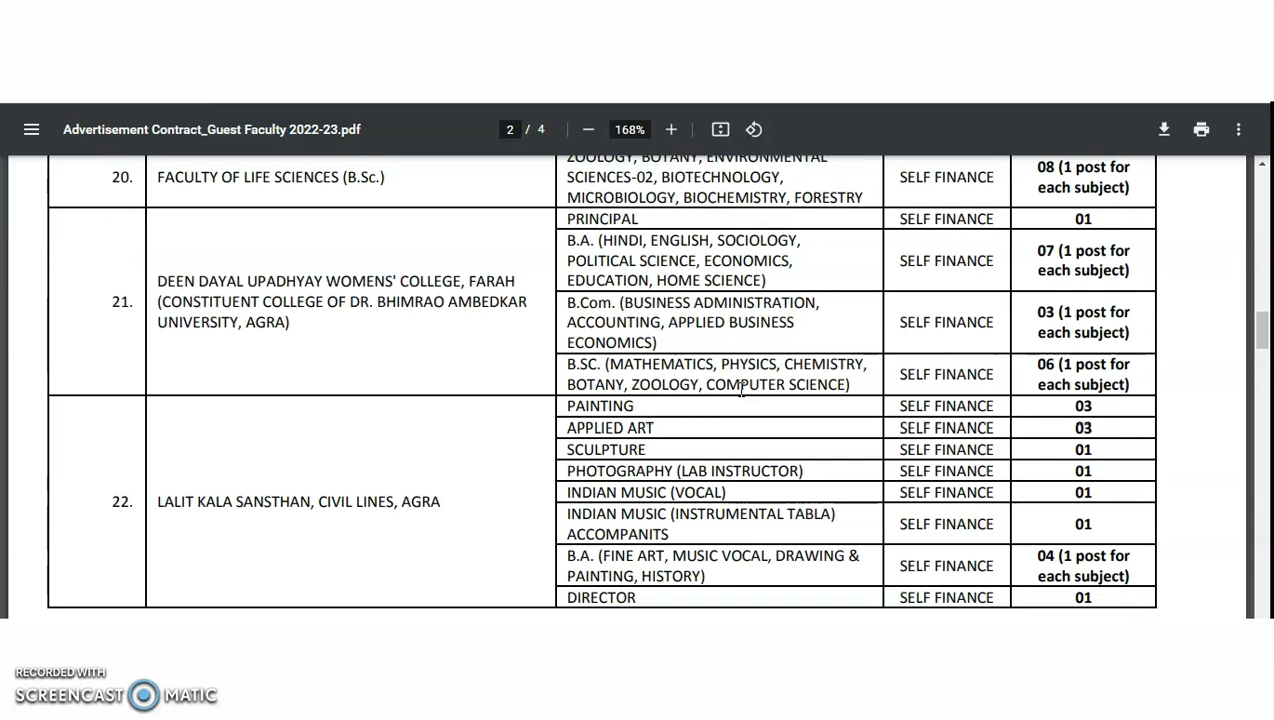 Advertisement Contract_Guest Faculty 2022-23.pdf
2 / 4
168%
20.
FACULTY OF LIFE SCIENCES (B.Sc.)
ZOOLOGY, BOTANY, ENVIRONMENTAL
SCIENCES-02, BIOTECHNOLOGY,
MICROBIOLOGY, BIOCHEMISTRY, FORESTRY
SELF FINANCE
08 (1 post for
each subject)
21.
DEEN DAYAL UPADHYAY WOMENS' COLLEGE, FARAH
(CONSTITUENT COLLEGE OF DR. BHIMRAO AMBEDKAR
UNIVERSITY, AGRA)
PRINCIPAL
SELF FINANCE
01
B.A. (HINDI, ENGLISH, SOCIOLOGY,
POLITICAL SCIENCE, ECONOMICS,
EDUCATION, HOME SCIENCE)
SELF FINANCE
07 (1 post for
each subject)
B.Com. (BUSINESS ADMINISTRATION,
ACCOUNTING, APPLIED BUSINESS
ECONOMICS)
SELF FINANCE
03 (1 post for
each subject)
B.SC. (MATHEMATICS, PHYSICS, CHEMISTRY,
BOTANY, ZOOLOGY, COMPUTER SCIENCE)
SELF FINANCE
06 (1 post for
each subject)
22.
LALIT KALA SANSTHAN, CIVIL LINES, AGRA
PAINTING
SELF FINANCE
03
APPLIED ART
SELF FINANCE
03
SCULPTURE
SELF FINANCE
01
PHOTOGRAPHY (LAB INSTRUCTOR)
SELF FINANCE
01
INDIAN MUSIC (VOCAL)
SELF FINANCE
01
INDIAN MUSIC (INSTRUMENTAL TABLA)
ACCOMPANITS
SELF FINANCE
01
B.A. (FINE ART, MUSIC VOCAL, DRAWING &
PAINTING, HISTORY)
SELF FINANCE
04 (1 post for
each subject)
DIRECTOR
SELF FINANCE
01
RECORDED WITH
SCREENCAST MATIC